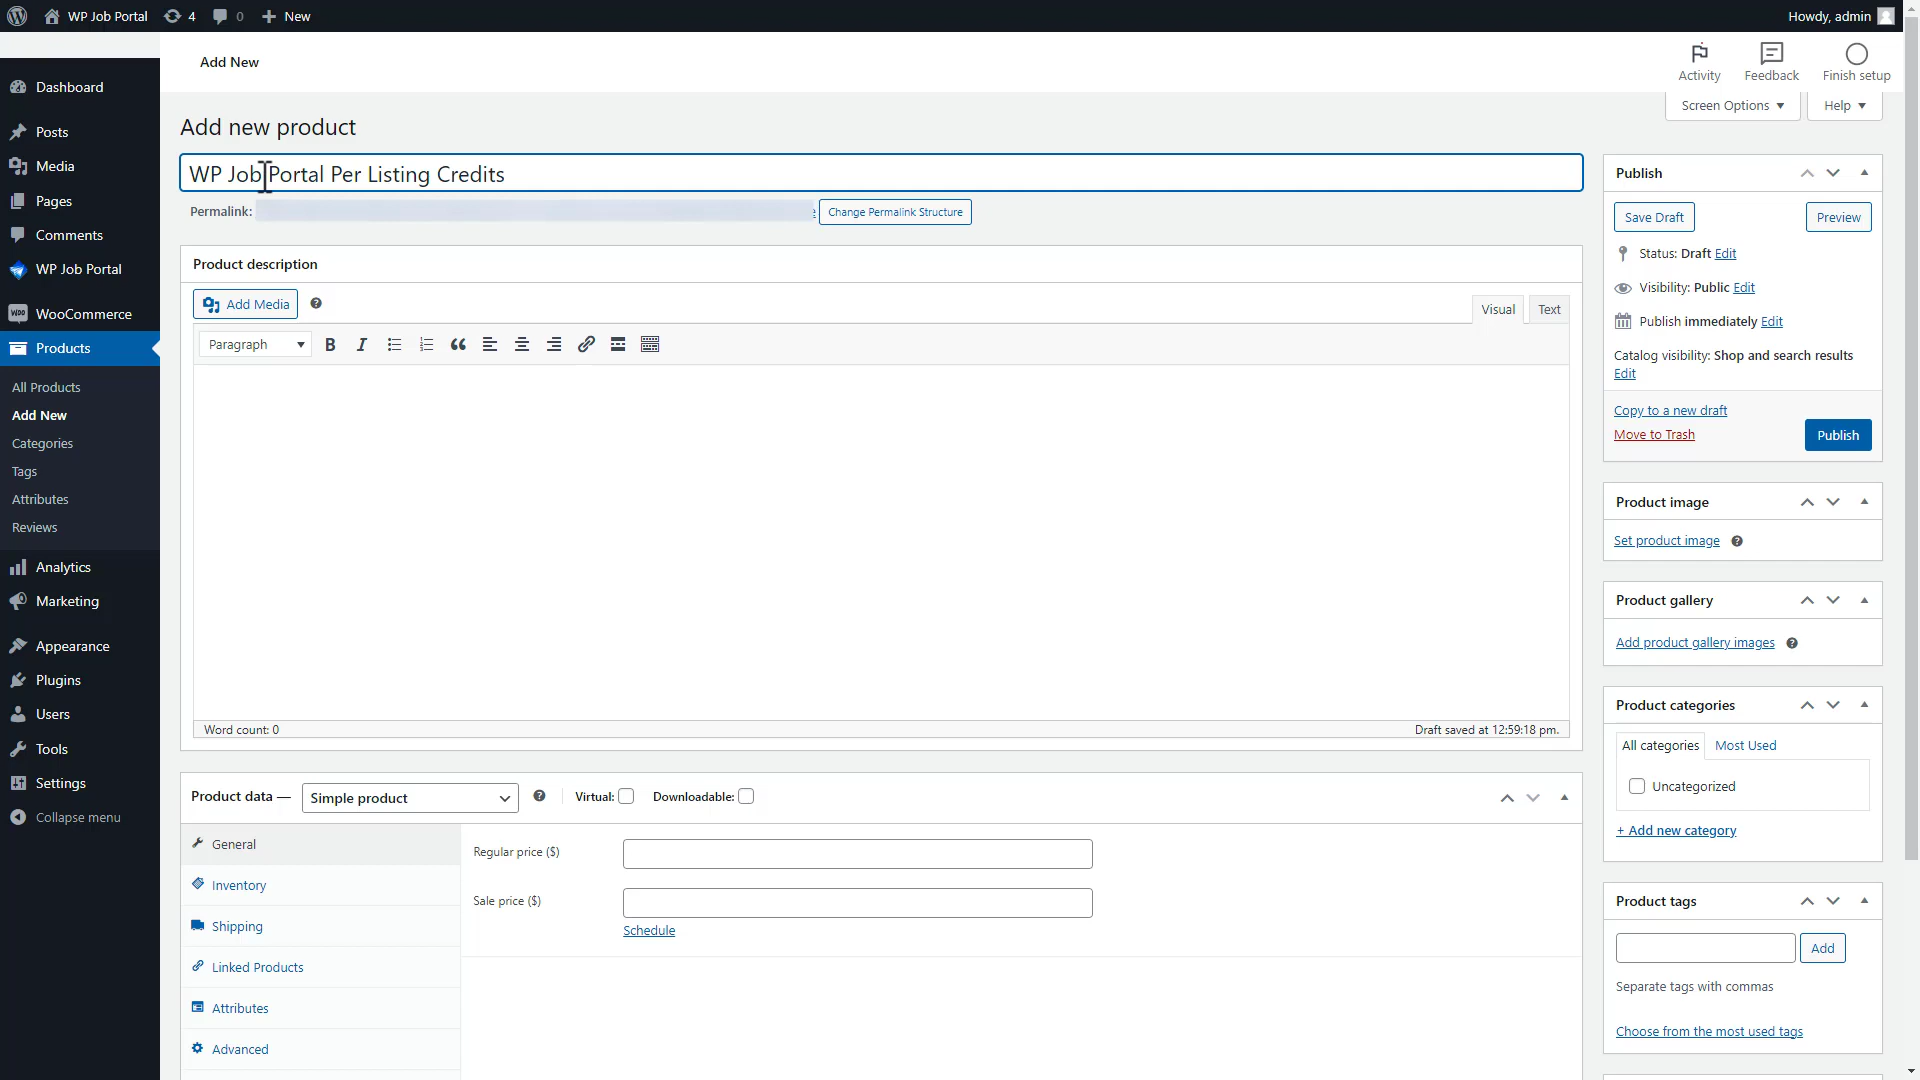 WP Job Portal 4 0 + New Howdy, admin
Add New
Activity Feedback Finish setup
Screen Options Help
Dashboard
Posts
Media
Pages
Comments
WP Job Portal
WooCommerce
Products
All Products
Add New
Categories
Tags
Attributes
Reviews
Analytics
Marketing
Appearance
Plugins
Users
Tools
Settings
Collapse menu
Add new product
WP Job Portal Per Listing Credits
Permalink: Change Permalink Structure
Product description
Add Media
Visual Text
Paragraph
Word count: 0 Draft saved at 12:59:18 pm.
Product data — Simple product Virtual: Downloadable:
General
Inventory
Shipping
Linked Products
Attributes
Advanced
Regular price ($)
Sale price ($)
Schedule
Publish
Save Draft Preview
Status: Draft Edit
Visibility: Public Edit
Publish immediately Edit
Catalog visibility: Shop and search results
Edit
Copy to a new draft
Move to Trash Publish
Product image
Set product image
Product gallery
Add product gallery images
Product categories
All categories Most Used
Uncategorized
+ Add new category
Product tags
Add
Separate tags with commas
Choose from the most used tags